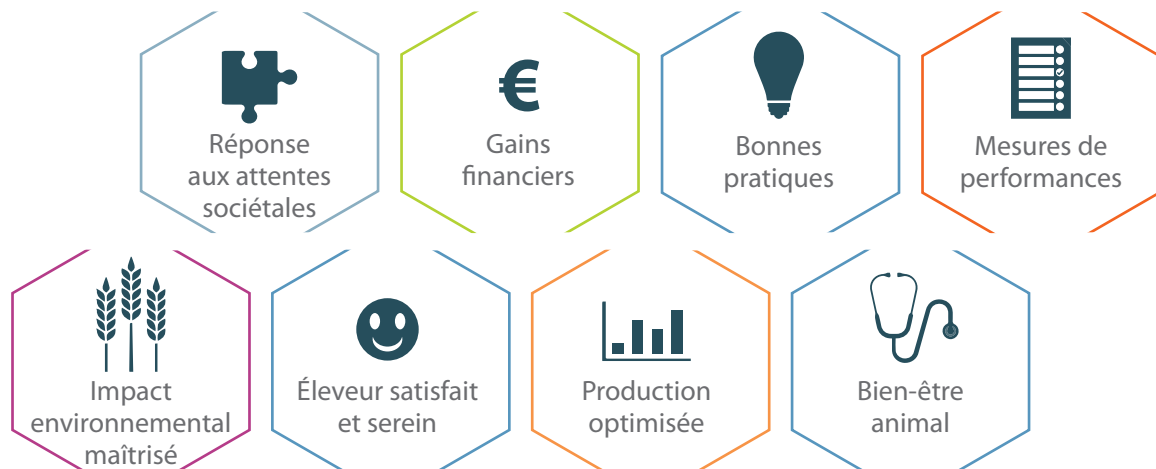 Réponse
aux attentes
sociétales
€
Gains
financiers
Bonnes
pratiques
Mesures de
performances
Impact
environnemental
maîtrisé
Éleveur satisfait
et serein
Production
optimisée
Bien-être
animal